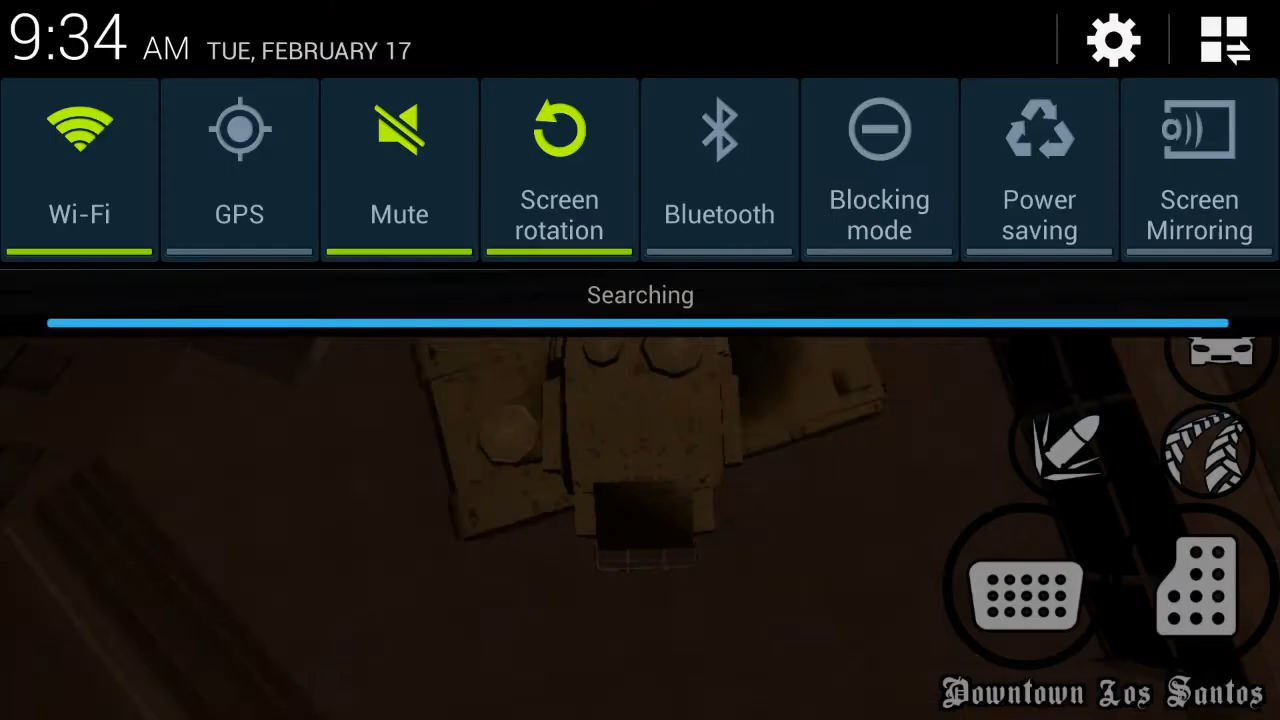 9:34 AM TUE, FEBRUARY 17
Wi-Fi
GPS
Mute
Screen
rotation
Bluetooth
Blocking
mode
Power
saving
Screen
Mirroring
Searching
Downtown Los Santos